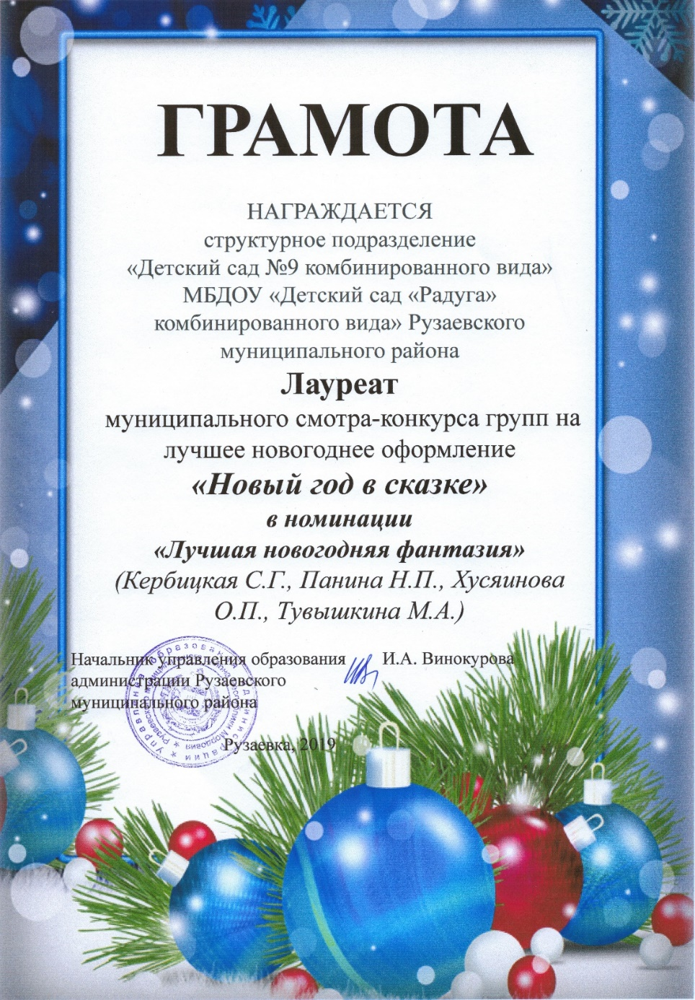 ГРАМОТА
НАГРАЖДАЕТСЯ
структурное подразделение
«Детский сад №9 комбинированного вида»
МБДОУ «Детский сад «Радуга»
комбинированного вида» Рузаевского
муниципального района
Лауреат
муниципального смотра-конкурса групп на
лучшее новогоднее оформление
«Новый год в сказке»
в номинации
«Лучшая новогодняя фантазия»
(Кербицкая С.Г., Панина Н.П., Хусяинова
О.П., Тувышкина М.А.)
Начальник управления образования И.А. Винокурова
администрации Рузаевского
муниципального района
Рузаевка, 2019